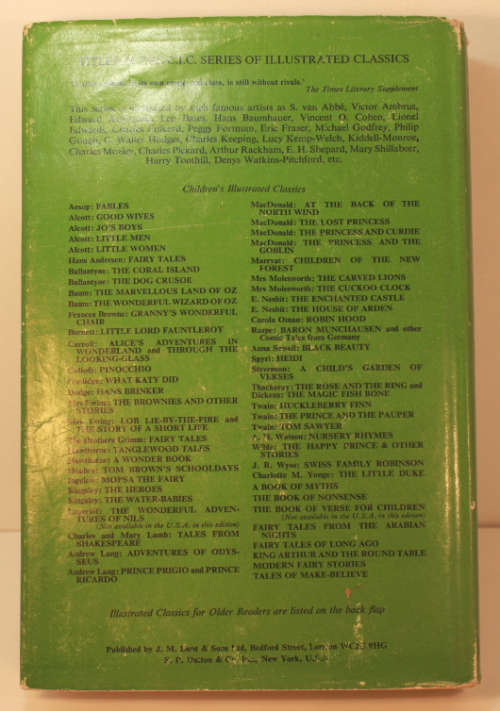 TITLES IN THE C.I.C. SERIES OF ILLUSTRATED CLASSICS
is still without rivals.'
The Times Literary Supplement
This Series is illustrated by such famous artists as S. van Abbé, Victor Ambrus,
Edward Ardizzone, Leo Bates, Hans Baumhauer, Vincent O. Cohen, Lionel
Edwards, Charles Folkard, Peggy Fortnum, Eric Fraser, Michael Godfrey, Philip
Gough, C. Walter Hodges, Charles Keeping, Lucy Kemp-Welch, Kiddell-Monroe,
Charles Mozley, Charles Pickard, Arthur Rackham, E. H. Shepard, Mary Shillabeer,
Harry Toothill, Denys Watkins-Pitchford, etc.
Children's Illustrated Classics
Aesop: FABLES
Alcott: GOOD WIVES
Alcott: JO'S BOYS
Alcott: LITTLE MEN
Alcott: LITTLE WOMEN
Hans Andersen: FAIRY TALES
Ballantyne: THE CORAL ISLAND
Ballantyne: THE DOG CRUSOE
Baum: THE MARVELLOUS LAND OF OZ
Baum: THE WONDERFUL WIZARD OF OZ
Frances Browne: GRANNY'S WONDERFUL
CHAIR
Burnett: LITTLE LORD FAUNTLEROY
Carroll: ALICE'S ADVENTURES IN
WONDERLAND and THROUGH THE
LOOKING-GLASS
Collodi: PINOCCHIO
Coolidge: WHAT KATY DID
Dodge: HANS BRINKER
Mrs Ewing: THE BROWNIES AND OTHER
STORIES
Mrs Ewing: LOB LIE-BY-THE-FIRE and
THE STORY OF A SHORT LIFE
The Brothers Grimm: FAIRY TALES
Hawthorne: TANGLEWOOD TALES
Hawthorne: A WONDER BOOK
Hughes: TOM BROWN'S SCHOOLDAYS
Ingelow: MOPSA THE FAIRY
Kingsley: THE HEROES
Kingsley: THE WATER-BABIES
Lagerlöf: THE WONDERFUL ADVEN-
TURES OF NILS
(Not available in the U.S.A. in this edition)
Charles and Mary Lamb: TALES FROM
SHAKESPEARE
Andrew Lang: ADVENTURES OF ODYS-
SEUS
Andrew Lang: PRINCE PRIGIO and PRINCE
RICARDO
MacDonald: AT THE BACK OF THE
NORTH WIND
MacDonald: THE LOST PRINCESS
MacDonald: THE PRINCESS AND CURDIE
MacDonald: THE PRINCESS AND THE
GOBLIN
Marryat: CHILDREN OF THE NEW
FOREST
Mrs Molesworth: THE CARVED LIONS
Mrs Molesworth: THE CUCKOO CLOCK
E. Nesbit: THE ENCHANTED CASTLE
E. Nesbit: THE HOUSE OF ARDEN
Carola Oman: ROBIN HOOD
Raspe: BARON MUNCHAUSEN and other
Comic Tales from Germany
Anna Sewell: BLACK BEAUTY
Spyri: HEIDI
Stevenson: A CHILD'S GARDEN OF
VERSES
Thackeray: THE ROSE AND THE RING and
Dickens: THE MAGIC FISH BONE
Twain: HUCKLEBERRY FINN
Twain: THE PRINCE AND THE PAUPER
Twain: TOM SAWYER
Watson: NURSERY RHYMES
Wilde: THE HAPPY PRINCE & OTHER
STORIES
J. R. Wyss: SWISS FAMILY ROBINSON
Charlotte M. Yonge: THE LITTLE DUKE
A BOOK OF MYTHS
THE BOOK OF NONSENSE
THE BOOK OF VERSE FOR CHILDREN
(Not available in the U.S.A. in this edition)
FAIRY TALES FROM THE ARABIAN
NIGHTS
FAIRY TALES OF LONG AGO
KING ARTHUR AND THE ROUND TABLE
MODERN FAIRY STORIES
TALES OF MAKE-BELIEVE
Illustrated Classics for Older Readers are listed on the back flap
Published by J. M. Dent & Sons Ltd, Bedford Street, London WC2E 9HG
E. P. Dutton & Co. Inc., New York, U.S.A.